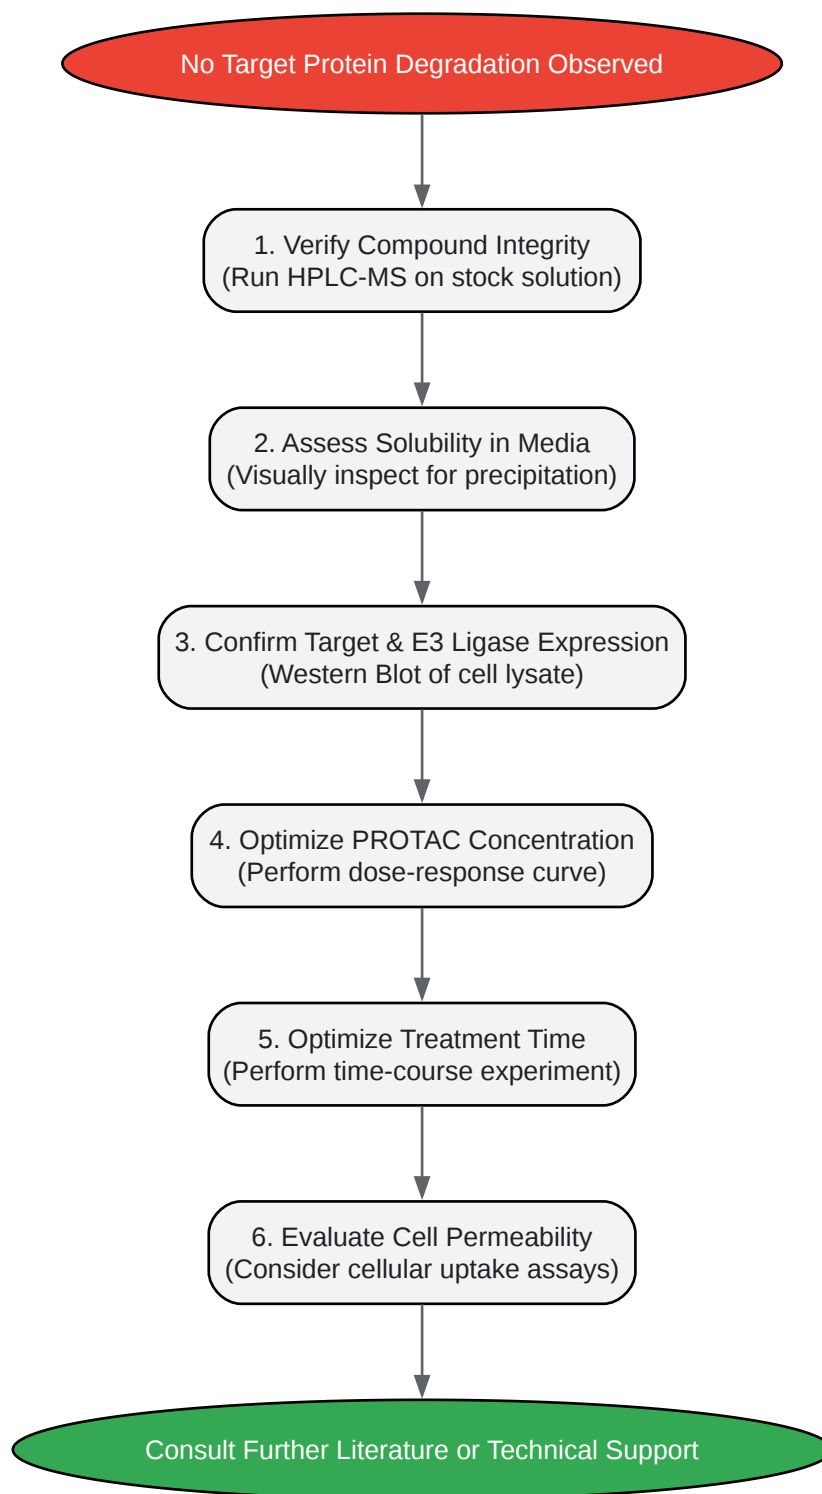 No Target Protein Degradation Observed
1. Verify Compound Integrity
(Run HPLC-MS on stock solution)
2. Assess Solubility in Media
(Visually inspect for precipitation)
3. Confirm Target & E3 Ligase Expression
(Western Blot of cell lysate)
4. Optimize PROTAC Concentration
(Perform dose-response curve)
5. Optimize Treatment Time
(Perform time-course experiment)
6. Evaluate Cell Permeability
(Consider cellular uptake assays)
Consult Further Literature or Technical Support